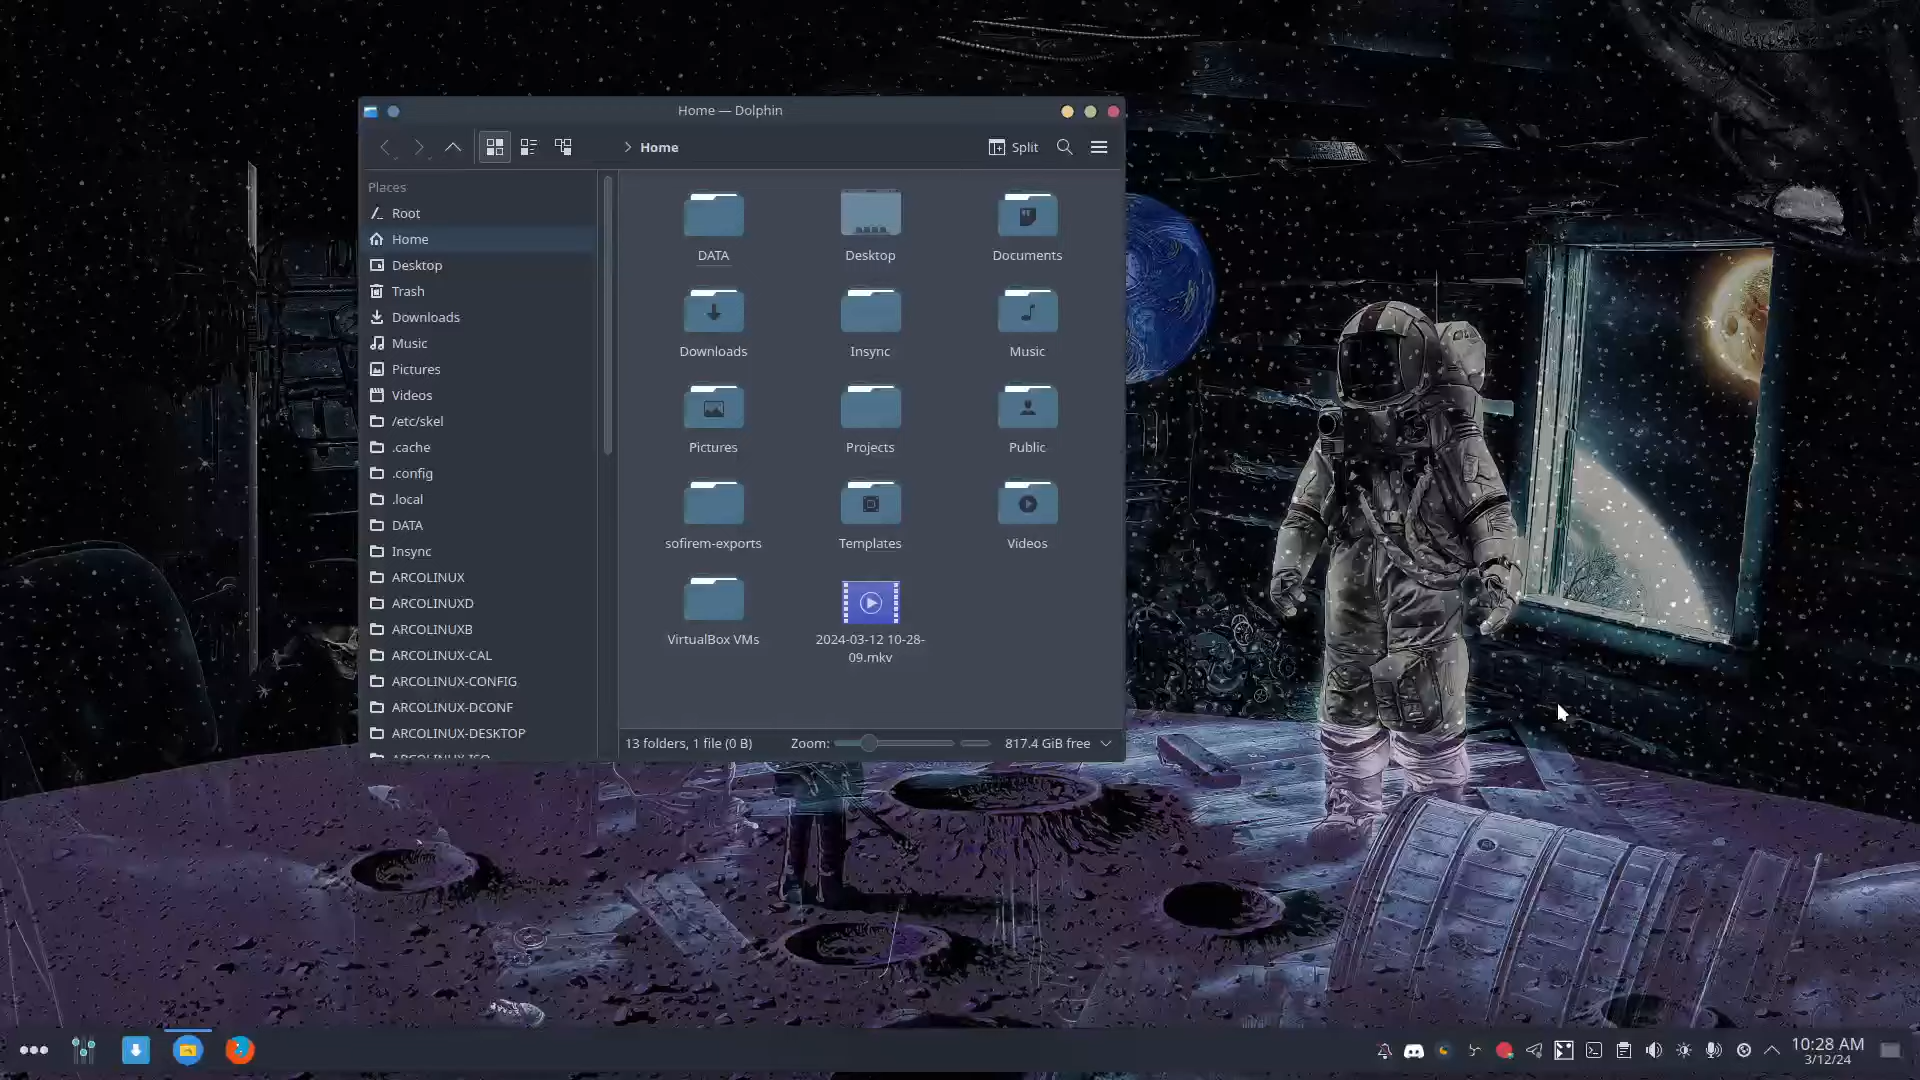 Home — Dolphin
Home
Split
Places
Root
Home
Desktop
Trash
Downloads
Music
Pictures
Videos
/etc/skel
.cache
.config
.local
DATA
Insync
ARCOLINUX
ARCOLINUXD
ARCOLINUXB
ARCOLINUX-CAL
ARCOLINUX-CONFIG
ARCOLINUX-DCONF
ARCOLINUX-DESKTOP
DATA
Desktop
Documents
Downloads
Insync
Music
Pictures
Projects
Public
sofirem-exports
Templates
Videos
VirtualBox VMs
2024-03-12 10-28-
09.mkv
13 folders, 1 file (0 B)
Zoom:
817.4 GiB free
10:28 AM
3/12/24